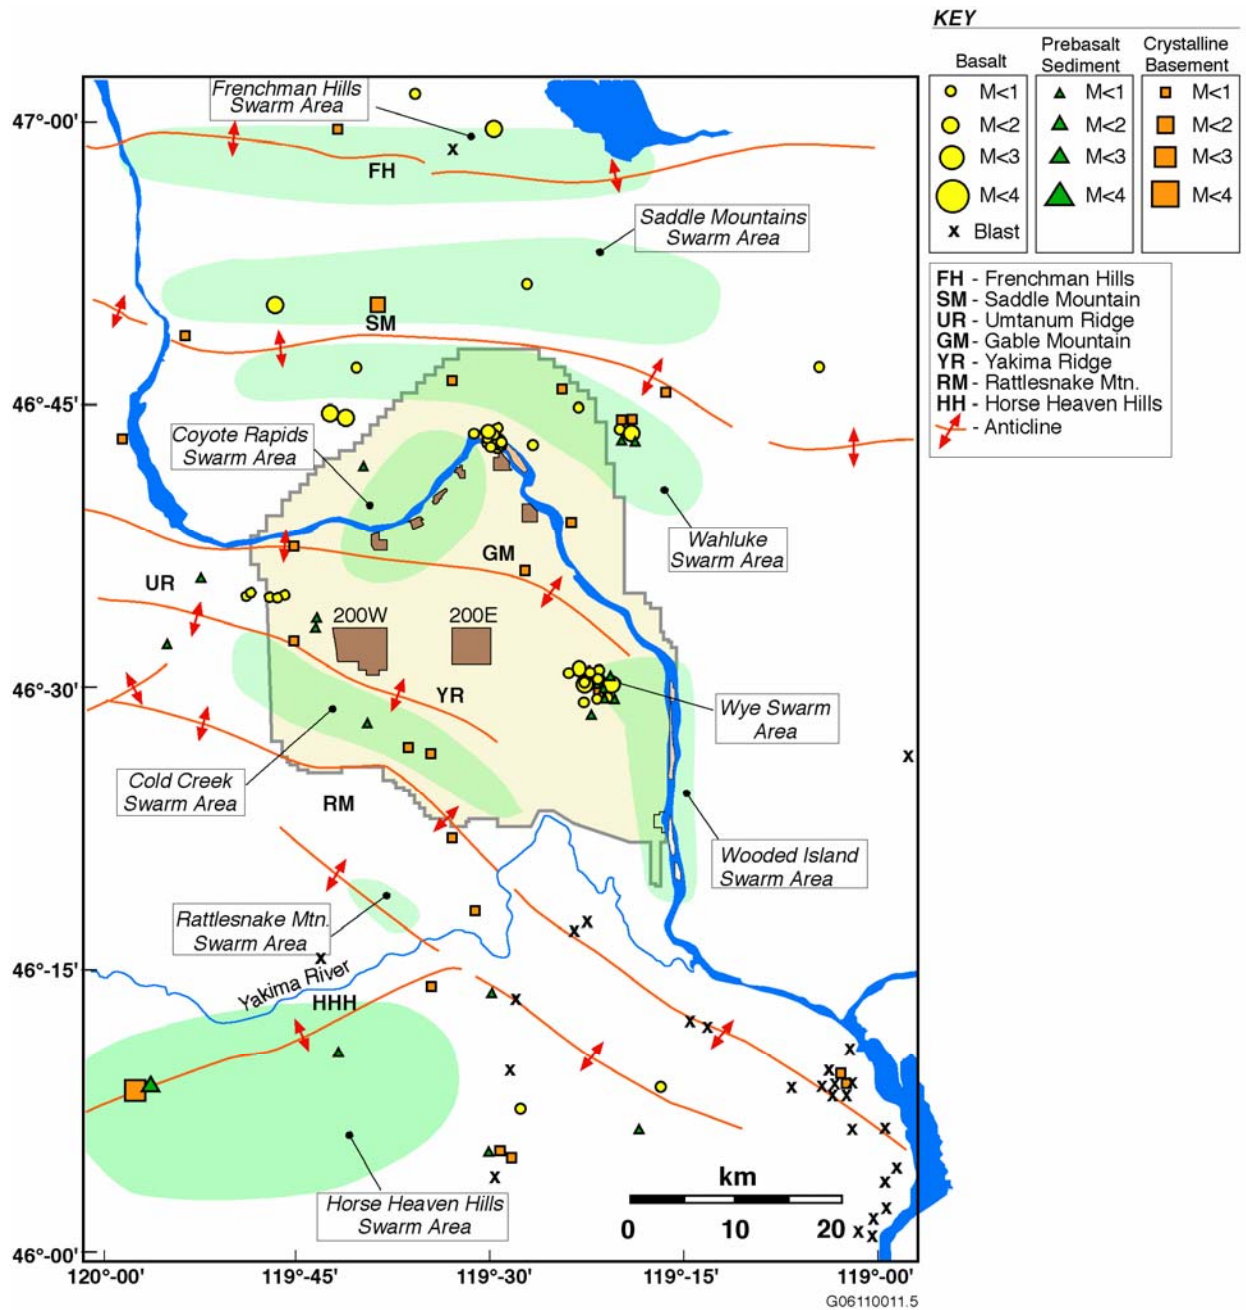 KEY
Basalt
Prebasalt
Sediment
Crystalline
Basement
M<1 M<1 M<1
M<2 M<2 M<2
M<3 M<3 M<3
M<4 M<4 M<4
x Blast
FH - Frenchman Hills
SM - Saddle Mountain
UR - Umtanum Ridge
GM - Gable Mountain
YR - Yakima Ridge
RM - Rattlesnake Mtn.
HH - Horse Heaven Hills
- Anticline
Frenchman Hills
Swarm Area
47°-00'
FH
Saddle Mountains
Swarm Area
SM
46°-45'
Coyote Rapids
Swarm Area
Wahluke
Swarm Area
GM
UR
200W
200E
46°-30'
YR
Wye Swarm
Area
Cold Creek
Swarm Area
RM
Wooded Island
Swarm Area
Rattlesnake Mtn.
Swarm Area
46°-15'
Yakima River
HHH
km
0 10 20
Horse Heaven Hills
Swarm Area
46°-00'
120°-00' 119°-45' 119°-30' 119°-15' 119°-00'
G06110011.5